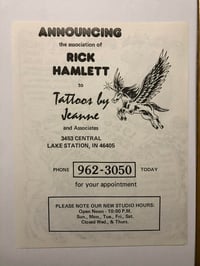 ANNOUNCING
the association of
RICK
HAMLETT
to
Tattoos by
Jeanne
and Associates
3453 CENTRAL
LAKE STATION, IN 46405
PHONE 962-3050 TODAY
for your appointment
PLEASE NOTE OUR NEW STUDIO HOURS:
Open Noon - 10:00 P.M.
Sun., Mon., Tue., Fri., Sat.
Closed Wed., & Thurs.